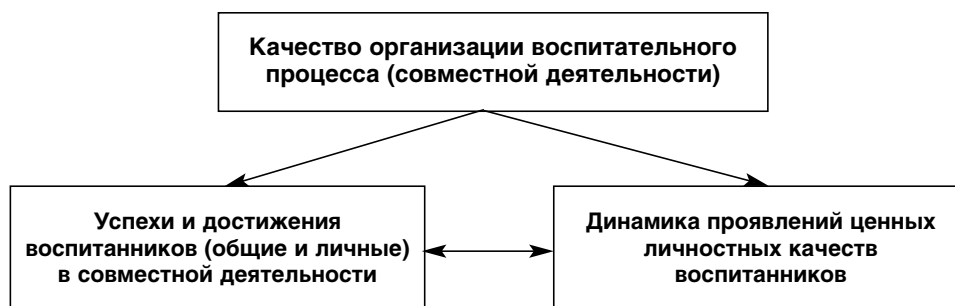 Качество организации воспитательного
процесса (совместной деятельности)
Успехи и достижения
воспитанников (общие и личные)
в совместной деятельности
Динамика проявлений ценных
личностных качеств
воспитанников